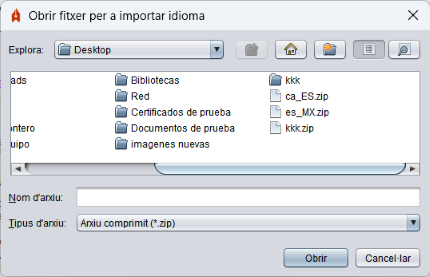 Obrir fitxer per a importar idioma
Explora: Desktop
ads Bibliotecas kkk
Red ca_ES.zip
Certificados de prueba es_MX.zip
ontero Documentos de prueba kkk.zip
uipo imagenes nuevas
Nom d'arxiu:
Tipus d'arxiu: Arxiu comprimit (*.zip)
Obrir Cancel·lar